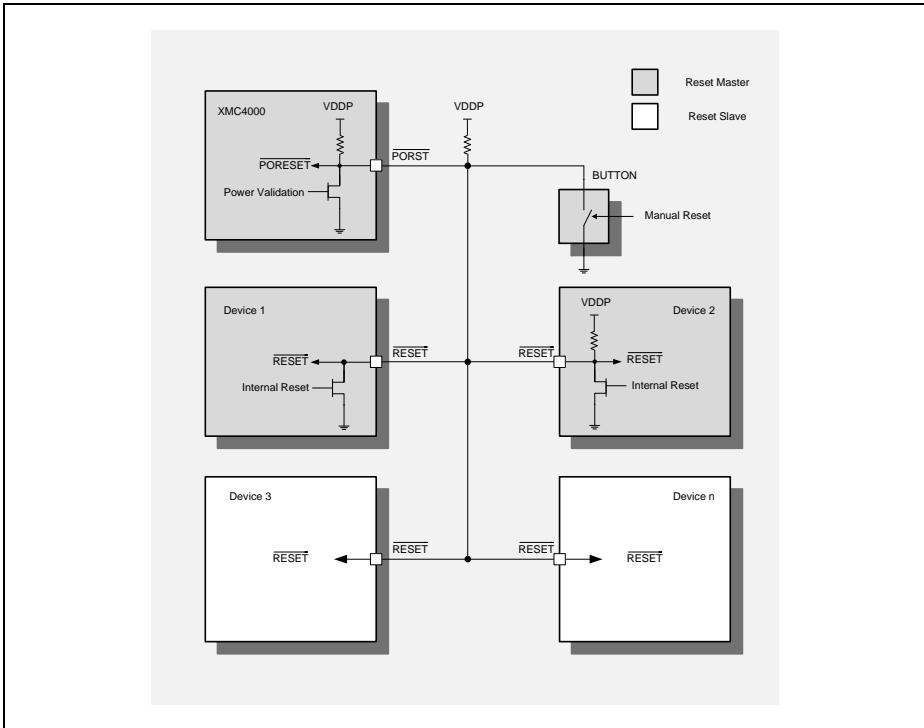 Reset Master
XMC4000
VDDP
VDDP
Reset Slave
PORESET
PORST
BUTTON
Power Validation
Manual Reset
Device 1
VDDP
Device 2
RESET
RESET
RESET
RESET
Internal Reset
Internal Reset
Device 3
Device n
RESET
RESET
RESET
RESET